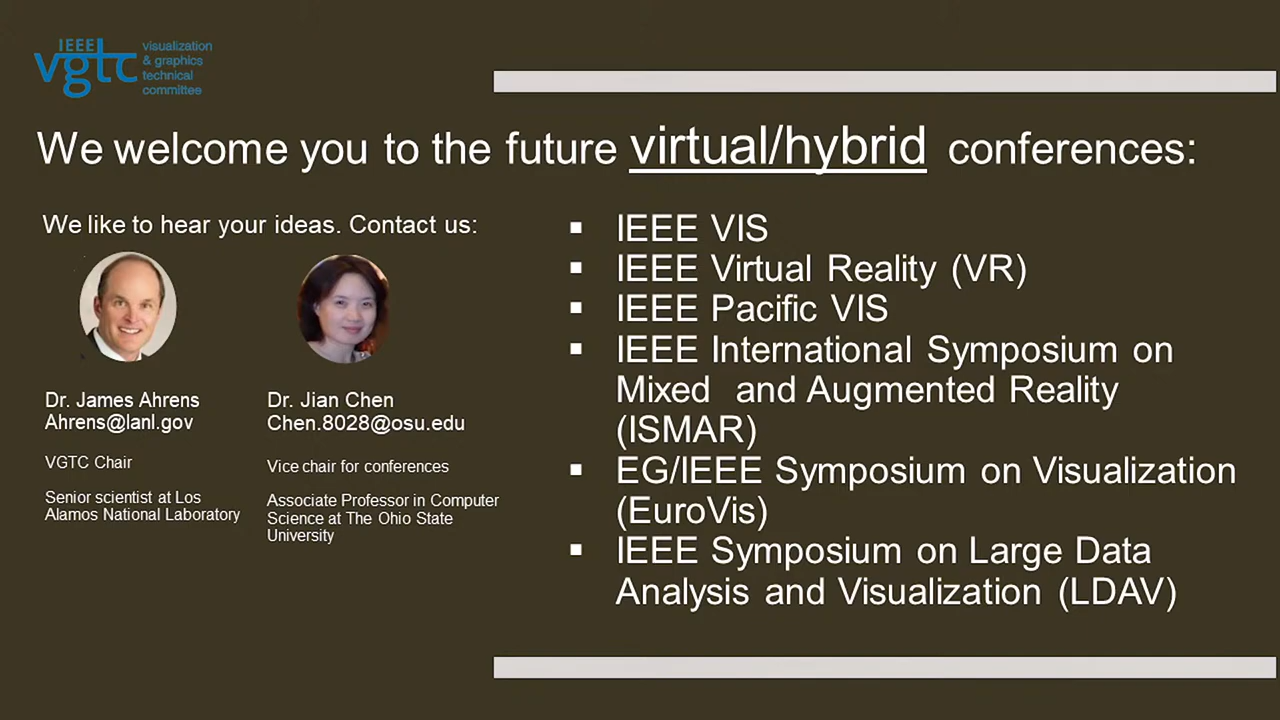 IEEE
vgtc
visualization
& graphics
technical
committee
We welcome you to the future virtual/hybrid conferences:
We like to hear your ideas. Contact us:
Dr. James Ahrens
Ahrens@lanl.gov
VGTC Chair
Senior scientist at Los
Alamos National Laboratory
Dr. Jian Chen
Chen.8028@osu.edu
Vice chair for conferences
Associate Professor in Computer
Science at The Ohio State
University
▪ IEEE VIS
▪ IEEE Virtual Reality (VR)
▪ IEEE Pacific VIS
▪ IEEE International Symposium on
Mixed and Augmented Reality
(ISMAR)
▪ EG/IEEE Symposium on Visualization
(EuroVis)
▪ IEEE Symposium on Large Data
Analysis and Visualization (LDAV)